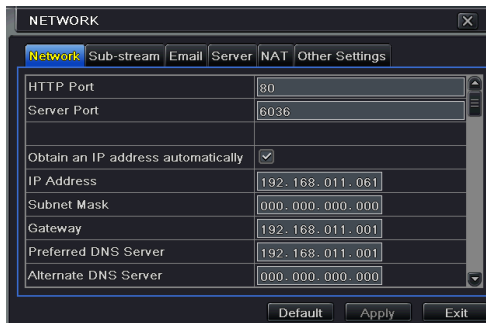 NETWORK
Network Sub-stream Email Server NAT Other Settings
HTTP Port 80
Server Port 6036
Obtain an IP address automatically
IP Address 192.168.011.061
Subnet Mask 000.000.000.000
Gateway 192.168.011.001
Preferred DNS Server 192.168.011.001
Alternate DNS Server 000.000.000.000
Default Apply Exit